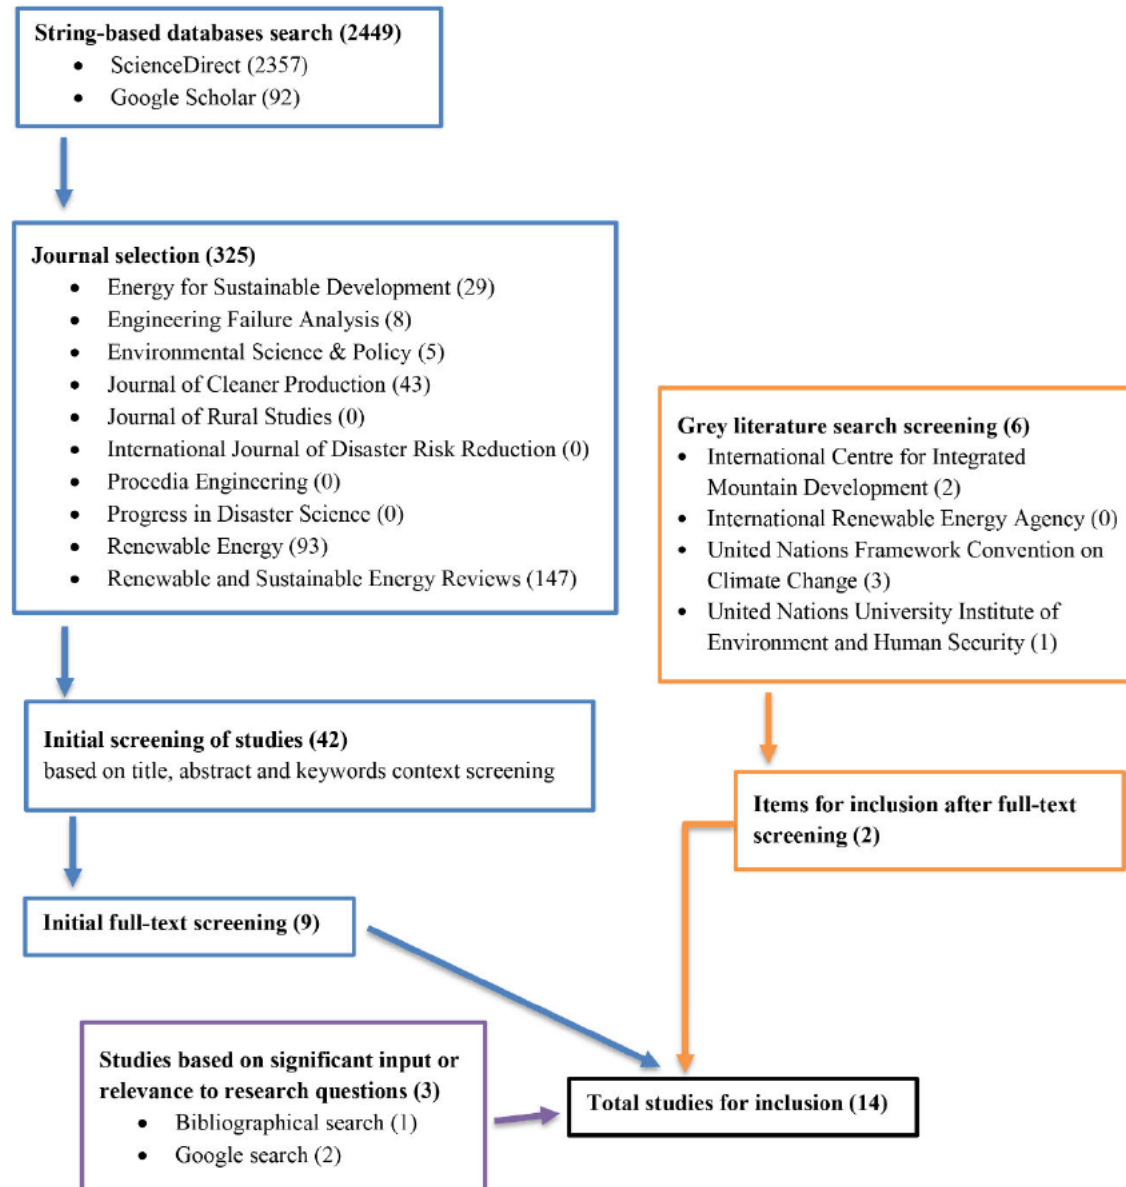 String-based databases search (2449)
• ScienceDirect (2357)
• Google Scholar (92)
Journal selection (325)
• Energy for Sustainable Development (29)
• Engineering Failure Analysis (8)
• Environmental Science & Policy (5)
• Journal of Cleaner Production (43)
• Journal of Rural Studies (0)
• International Journal of Disaster Risk Reduction (0)
• Procedia Engineering (0)
• Progress in Disaster Science (0)
• Renewable Energy (93)
• Renewable and Sustainable Energy Reviews (147)
Grey literature search screening (6)
• International Centre for Integrated
Mountain Development (2)
• International Renewable Energy Agency (0)
• United Nations Framework Convention on
Climate Change (3)
• United Nations University Institute of
Environment and Human Security (1)
Initial screening of studies (42)
based on title, abstract and keywords context screening
Items for inclusion after full-text
screening (2)
Initial full-text screening (9)
Studies based on significant input or
relevance to research questions (3)
• Bibliographical search (1)
• Google search (2)
Total studies for inclusion (14)